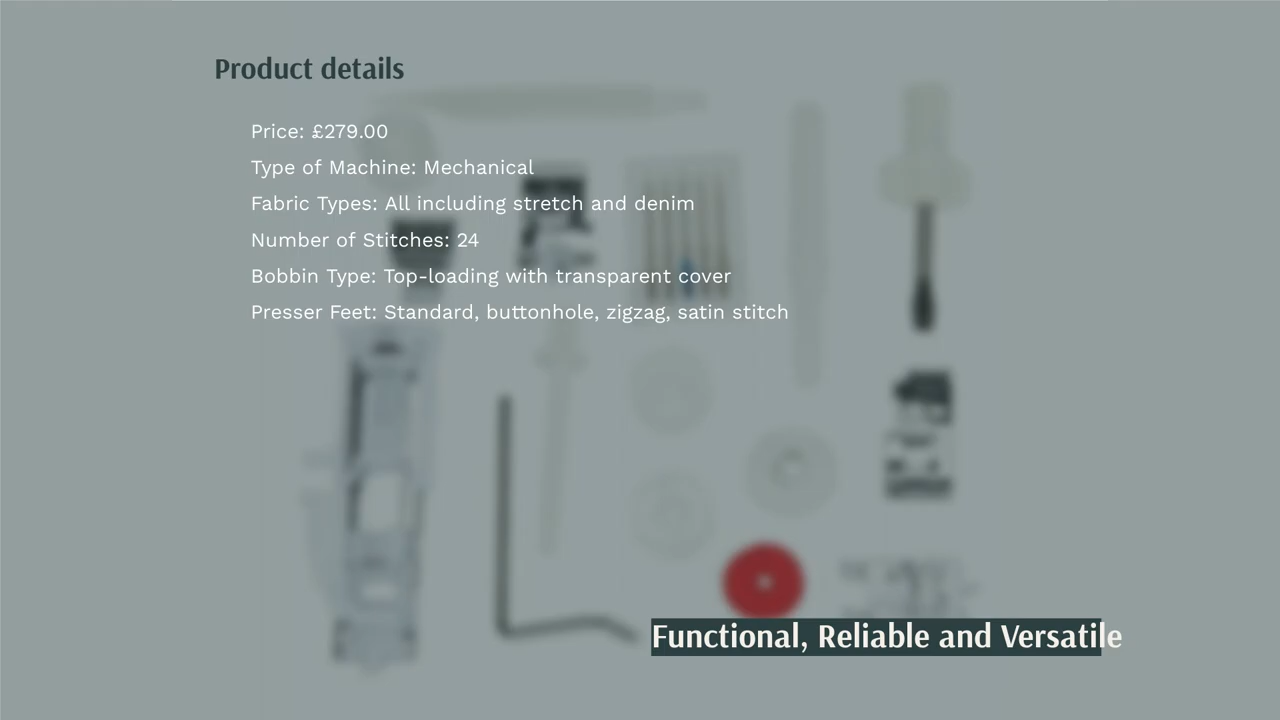 Product details
Price: £279.00
Type of Machine: Mechanical
Fabric Types: All including stretch and denim
Number of Stitches: 24
Bobbin Type: Top-loading with transparent cover
Presser Feet: Standard, buttonhole, zigzag, satin stitch
Functional, Reliable and Versatile